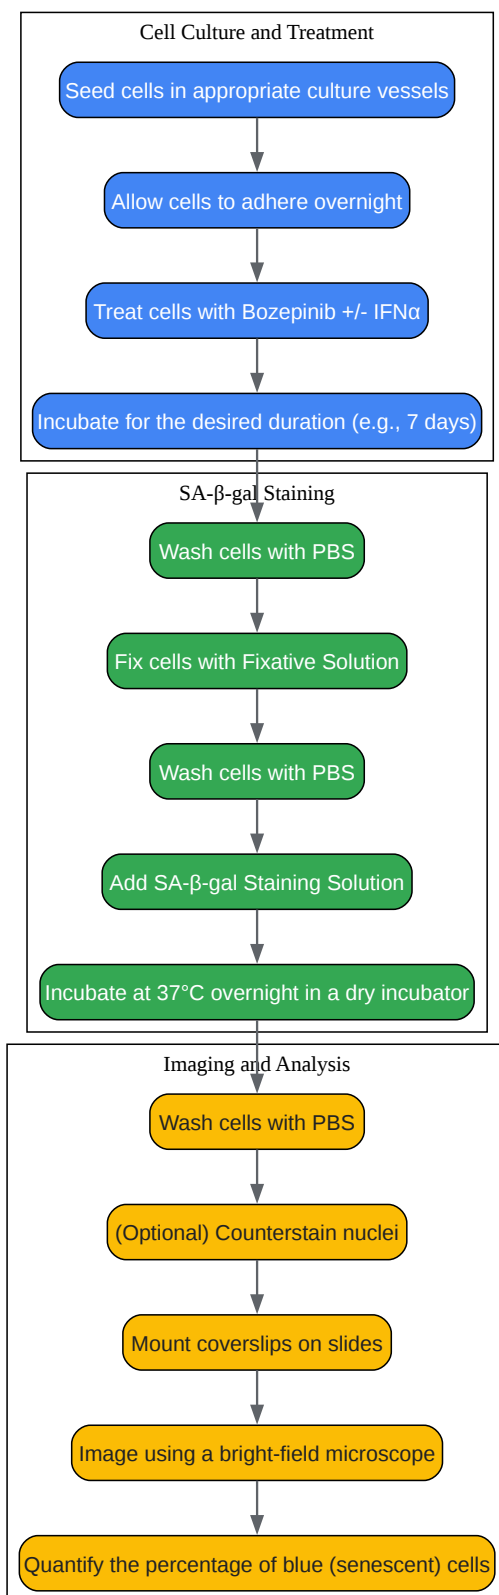 Cell Culture and Treatment
Seed cells in appropriate culture vessels
Allow cells to adhere overnight
Treat cells with Bozepinib +/- IFNα
Incubate for the desired duration (e.g., 7 days)
SA-β-gal Staining
Wash cells with PBS
Fix cells with Fixative Solution
Wash cells with PBS
Add SA-β-gal Staining Solution
Incubate at 37°C overnight in a dry incubator
Imaging and Analysis
Wash cells with PBS
(Optional) Counterstain nuclei
Mount coverslips on slides
Image using a bright-field microscope
Quantify the percentage of blue (senescent) cells